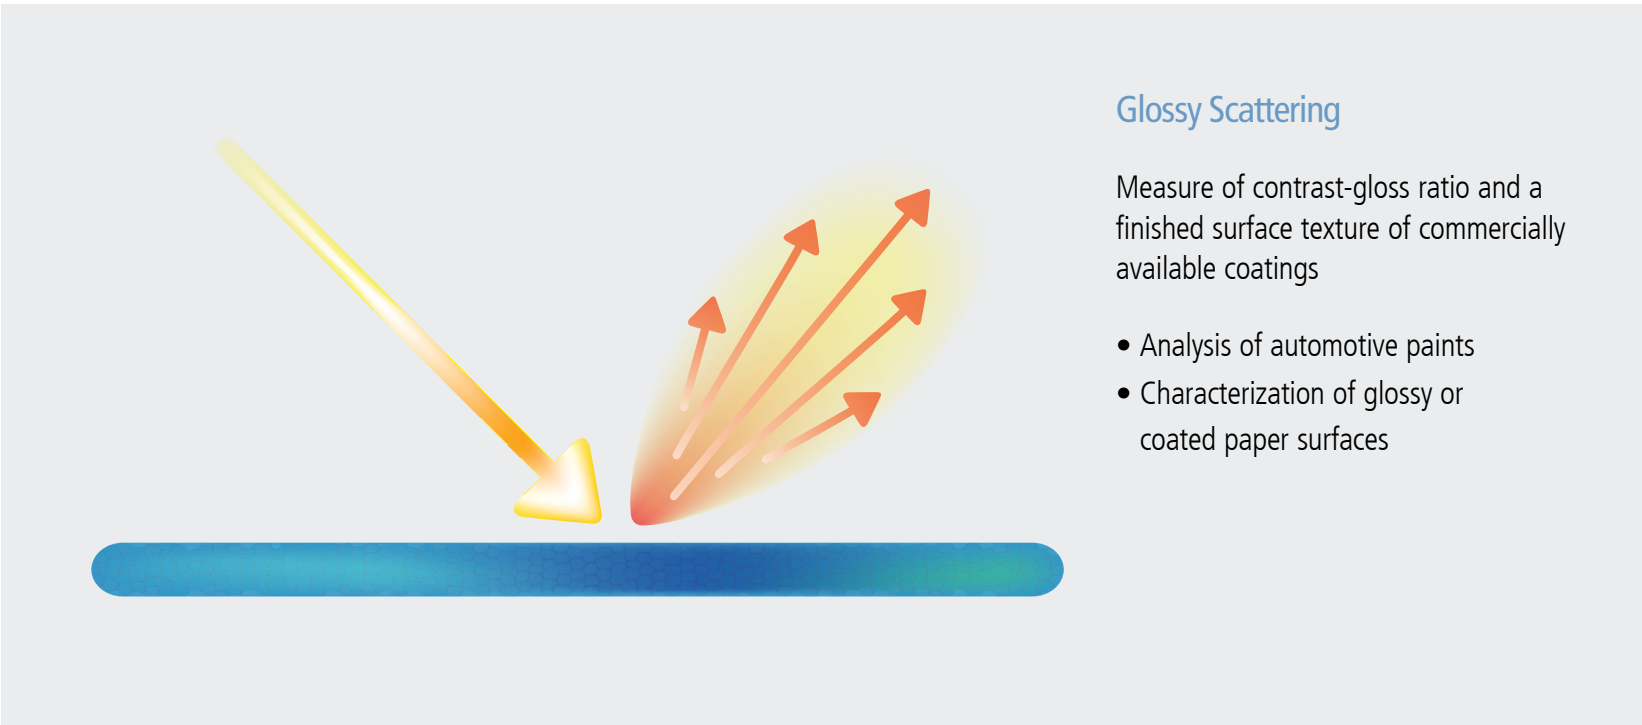 Glossy Scattering
Measure of contrast-gloss ratio and a
finished surface texture of commercially
available coatings
• Analysis of automotive paints
• Characterization of glossy or
coated paper surfaces